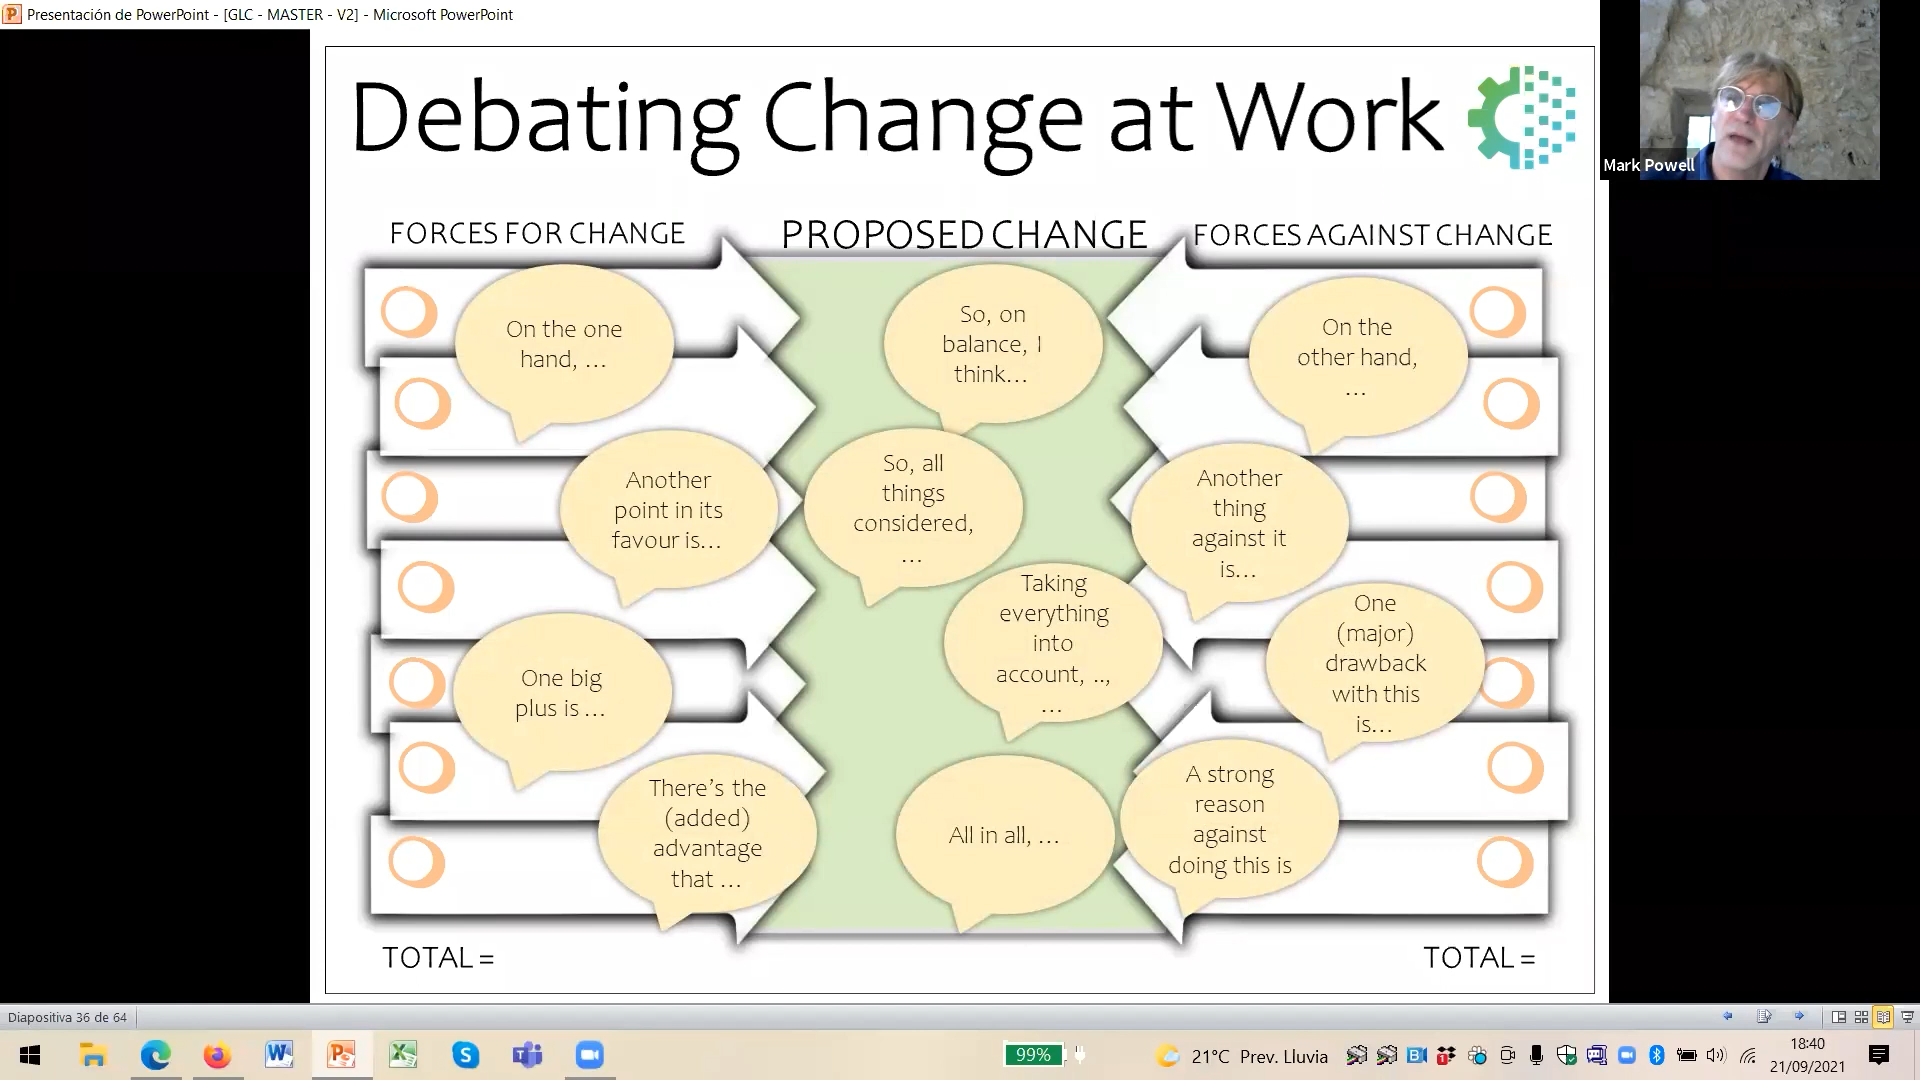 Presentación de PowerPoint - [GLC - MASTER - V2] - Microsoft PowerPoint
Mark Powell
Debating Change at Work
FORCES FOR CHANGE
PROPOSED CHANGE
FORCES AGAINST CHANGE
On the one
hand, ...
Another
point in its
favour is...
One big
plus is ...
There's the
(added)
advantage
that ...
So, on
balance, I
think...
So, all
things
considered,
...
Taking
everything
into
account, ..,
...
All in all, ...
On the
other hand,
...
Another
thing
against it
is...
One
(major)
drawback
with this
is...
A strong
reason
against
doing this is
TOTAL =
TOTAL =
Diapositiva 36 de 64
99%
21°C Prev. Lluvia
18:40
21/09/2021